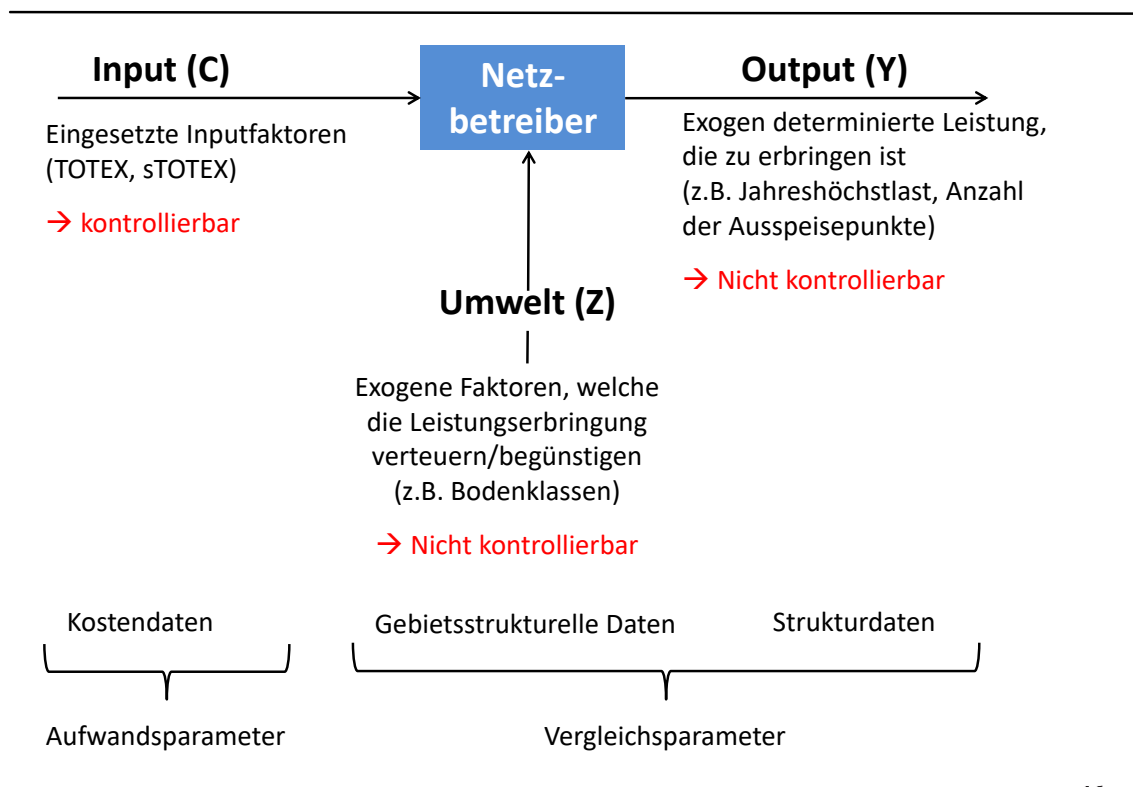 Input (C)
Eingesetzte Inputfaktoren
(TOTEX, sTOTEX)
→ kontrollierbar
Netz-
betreiber
Output (Y)
Exogen determinierte Leistung,
die zu erbringen ist
(z.B. Jahreshöchstlast, Anzahl
der Ausspeisepunkte)
→ Nicht kontrollierbar
Umwelt (Z)
Exogene Faktoren, welche
die Leistungserbringung
verteuern/begünstigen
(z.B. Bodenklassen)
→ Nicht kontrollierbar
Kostendaten
Gebietsstrukturelle Daten
Strukturdaten
Aufwandsparameter
Vergleichsparameter